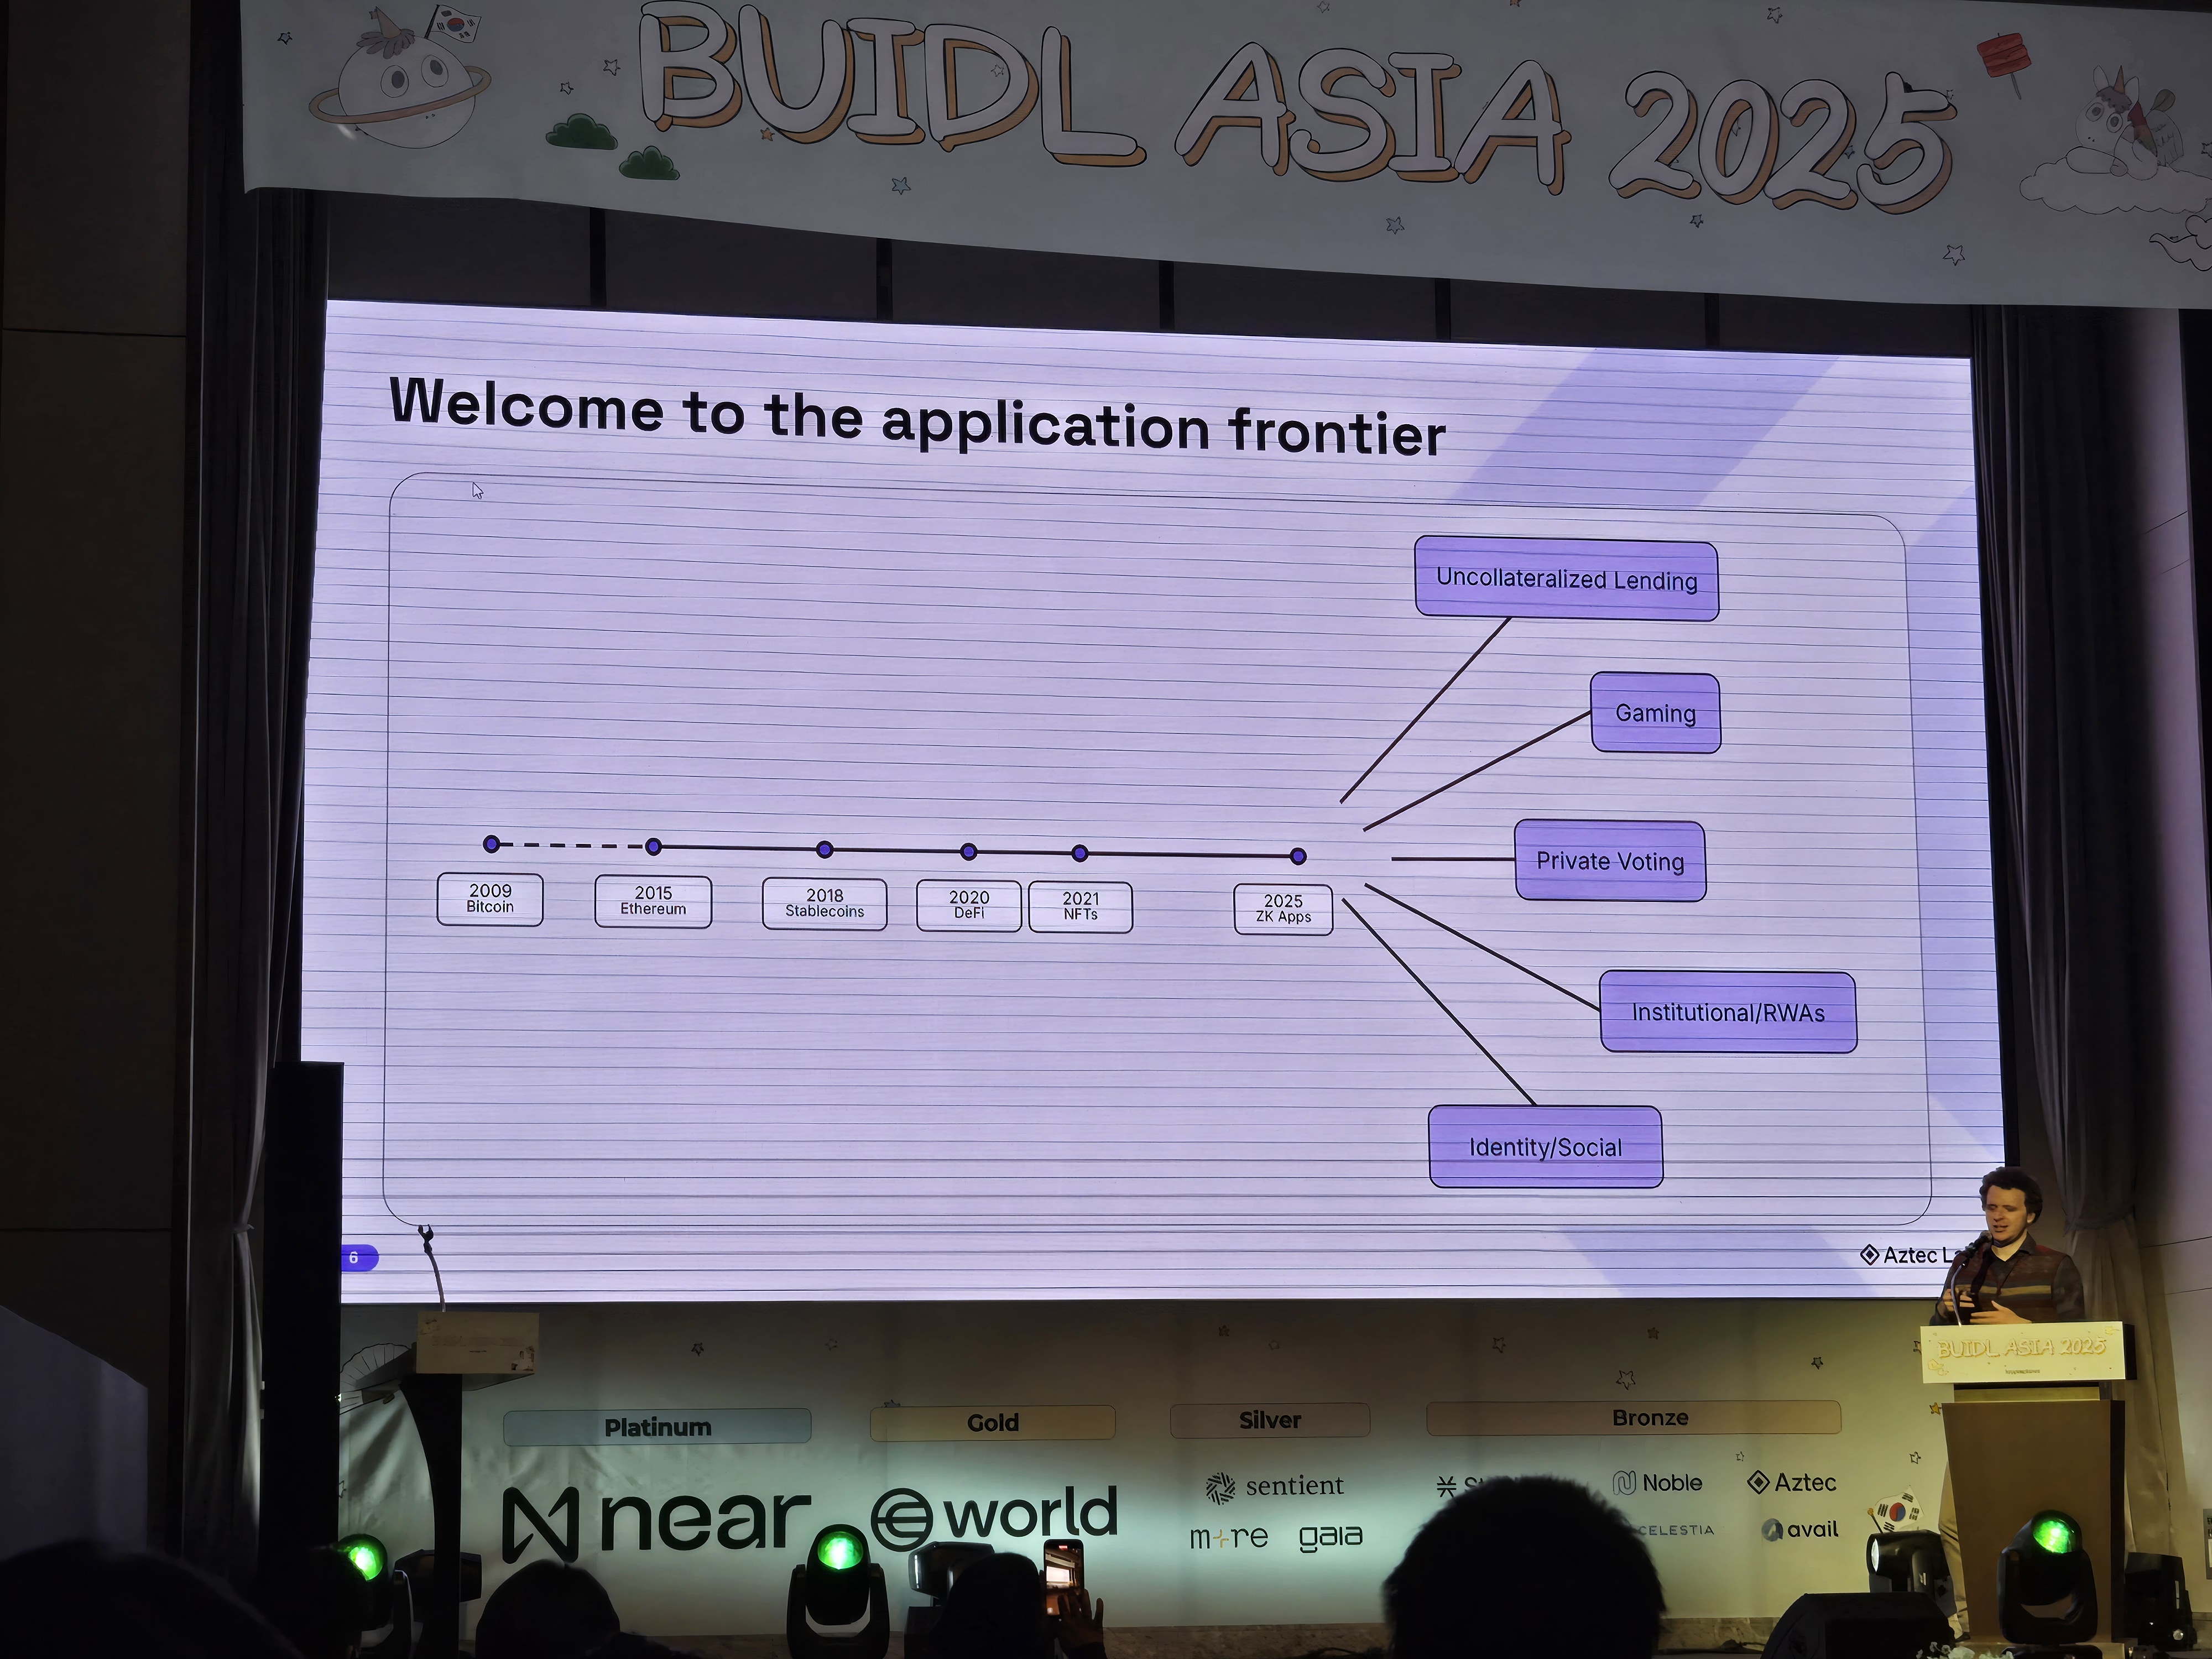 BUIDL ASIA 2025
Welcome to the application frontier
Uncollateralized Lending
Gaming
Private Voting
Institutional/RWAs
Identity/Social
2009
Bitcoin
2015
Ethereum
2018
Stablecoins
2020
DeFi
2021
NFTs
2025
ZK Apps
6
Aztec
BUIDL ASIA 2025
Platinum
Gold
Silver
Bronze
near
world
sentient
m+re
gaia
Noble
Aztec
CELESTIA
avail